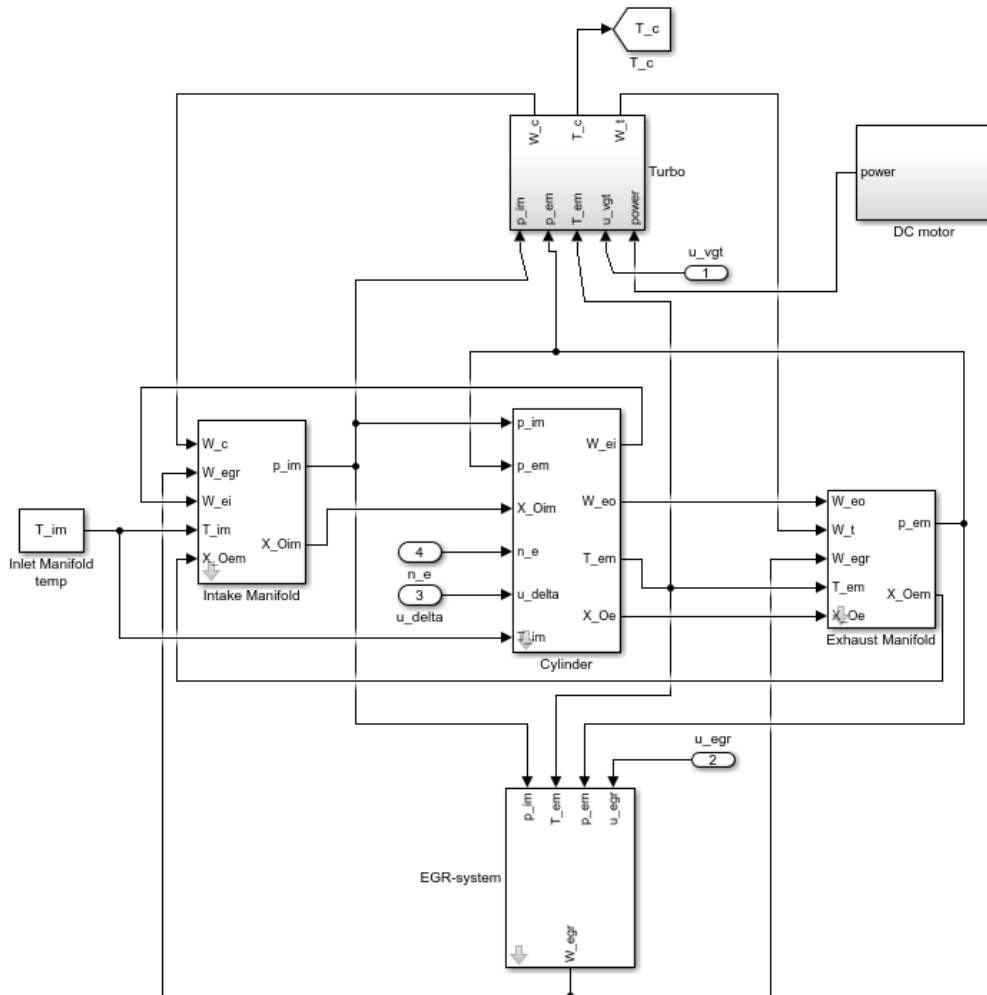 T_c
T_c
W_c
T_c
W_t
Turbo
p_im
p_em
T_em
u_vgt
power
power
DC motor
u_vgt
1
W_c
W_egr
W_ei
T_im
X_Oem
p_im
X_Oim
Intake Manifold
T_im
Inlet Manifold
temp
4
n_e
3
u_delta
p_im
p_em
X_Oim
n_e
u_delta
T_im
W_ei
W_eo
T_em
X_Oe
Cylinder
W_eo
W_t
W_egr
T_em
X_Oe
p_em
X_Oem
Exhaust Manifold
u_egr
2
p_im
T_em
p_em
u_egr
EGR-system
W_egr